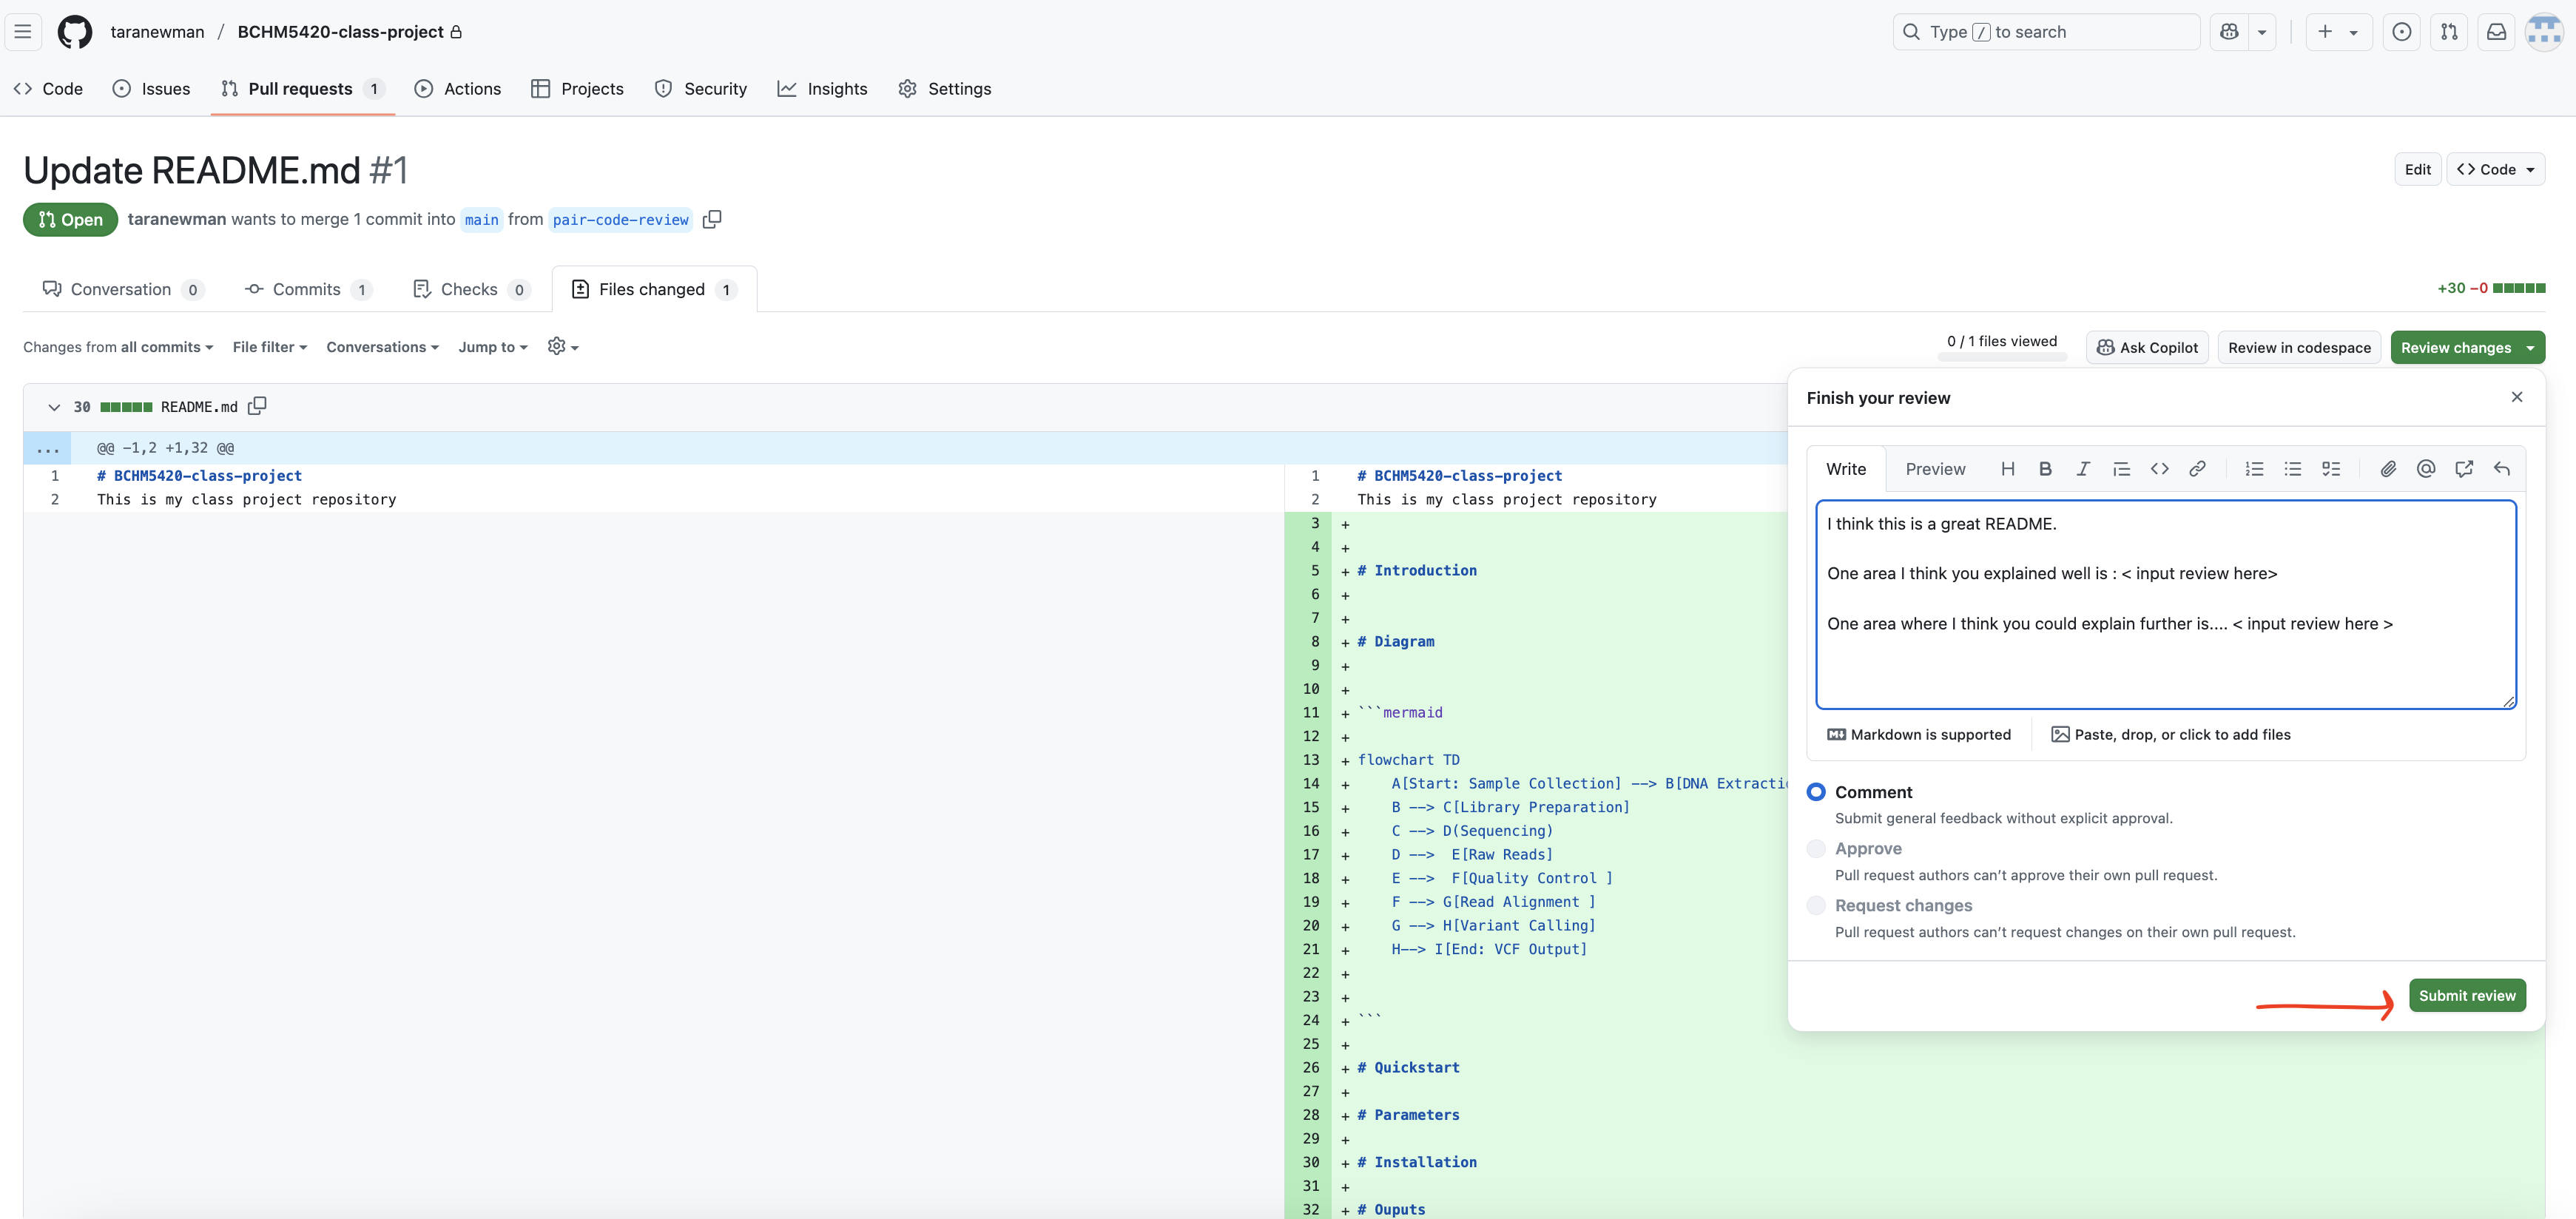 taranewman / BCHM5420-class-project
Type / to search
Code
Issues
Pull requests 1
Actions
Projects
Security
Insights
Settings
Update README.md #1
Edit
Code
Open
taranewman wants to merge 1 commit into main from pair-code-review
Conversation 0
Commits 1
Checks 0
Files changed 1
+30 −0
Changes from all commits
File filter
Conversations
Jump to
0 / 1 files viewed
Ask Copilot
Review in codespace
Review changes
30 README.md
... @@ -1,2 +1,32 @@
1 # BCHM5420-class-project
2 This is my class project repository
1 # BCHM5420-class-project
2 This is my class project repository
3 +
4 +
5 + # Introduction
6 +
7 +
8 + # Diagram
9 +
10 +
11 + ```mermaid
12 +
13 + flowchart TD
14 + A[Start: Sample Collection] --> B[DNA Extractio
15 + B --> C[Library Preparation]
16 + C --> D(Sequencing)
17 + D -->  E[Raw Reads]
18 + E -->  F[Quality Control ]
19 + F --> G[Read Alignment ]
20 + G --> H[Variant Calling]
21 + H--> I[End: VCF Output]
22 +
23 +
24 + ```
25 +
26 + # Quickstart
27 +
28 + # Parameters
29 +
30 + # Installation
31 +
32 + # Ouputs
Finish your review
Write
Preview
I think this is a great README.
One area I think you explained well is : < input review here>
One area where I think you could explain further is.... < input review here >
Markdown is supported
Paste, drop, or click to add files
Comment
Submit general feedback without explicit approval.
Approve
Pull request authors can’t approve their own pull request.
Request changes
Pull request authors can’t request changes on their own pull request.
Submit review